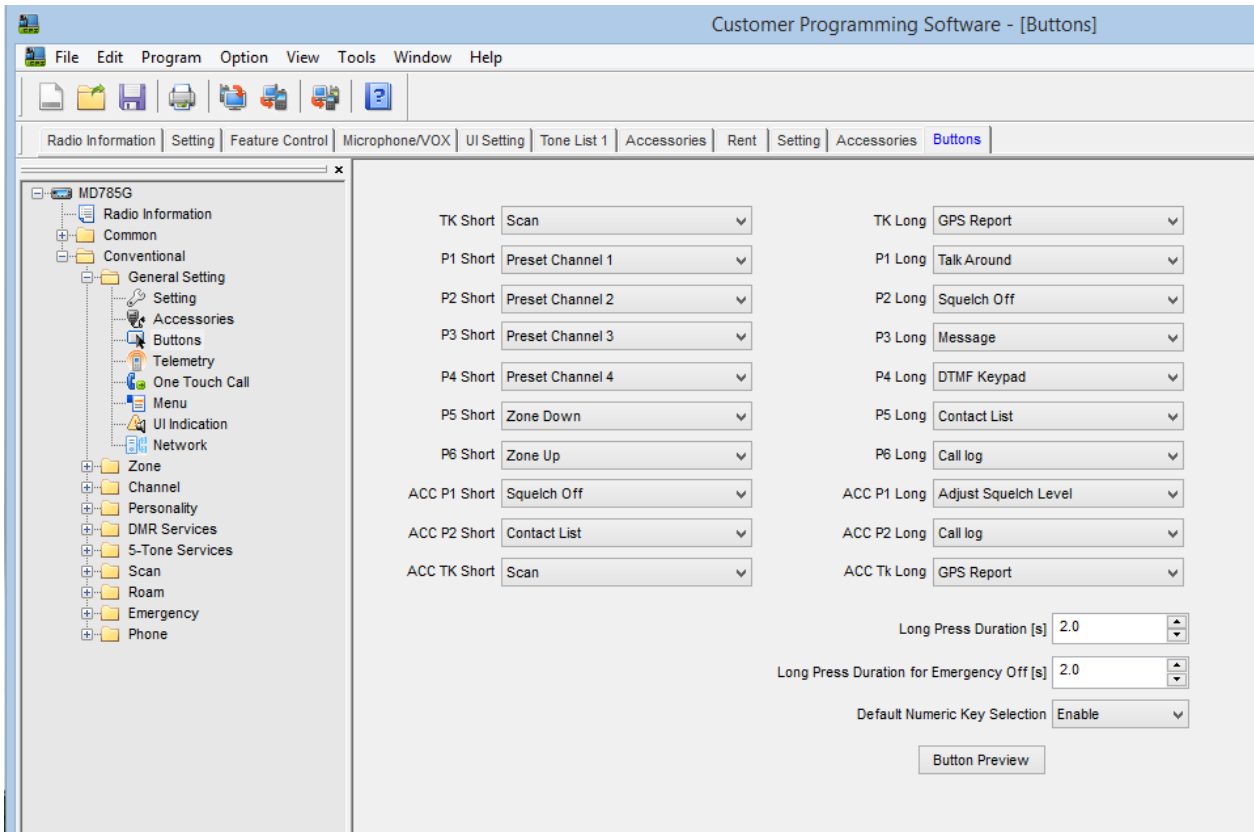 Customer Programming Software - [Buttons]
File Edit Program Option View Tools Window Help
Radio Information Setting Feature Control Microphone/VOX UI Setting Tone List 1 Accessories Rent Setting Accessories Buttons
x
MD785G
Radio Information
Common
Conventional
General Setting
Setting
Accessories
Buttons
Telemetry
One Touch Call
Menu
UI Indication
Network
Zone
Channel
Personality
DMR Services
5-Tone Services
Scan
Roam
Emergency
Phone
TK Short Scan TK Long GPS Report
P1 Short Preset Channel 1 P1 Long Talk Around
P2 Short Preset Channel 2 P2 Long Squelch Off
P3 Short Preset Channel 3 P3 Long Message
P4 Short Preset Channel 4 P4 Long DTMF Keypad
P5 Short Zone Down P5 Long Contact List
P6 Short Zone Up P6 Long Call log
ACC P1 Short Squelch Off ACC P1 Long Adjust Squelch Level
ACC P2 Short Contact List ACC P2 Long Call log
ACC TK Short Scan ACC Tk Long GPS Report
Long Press Duration [s] 2.0
Long Press Duration for Emergency Off [s] 2.0
Default Numeric Key Selection Enable
Button Preview